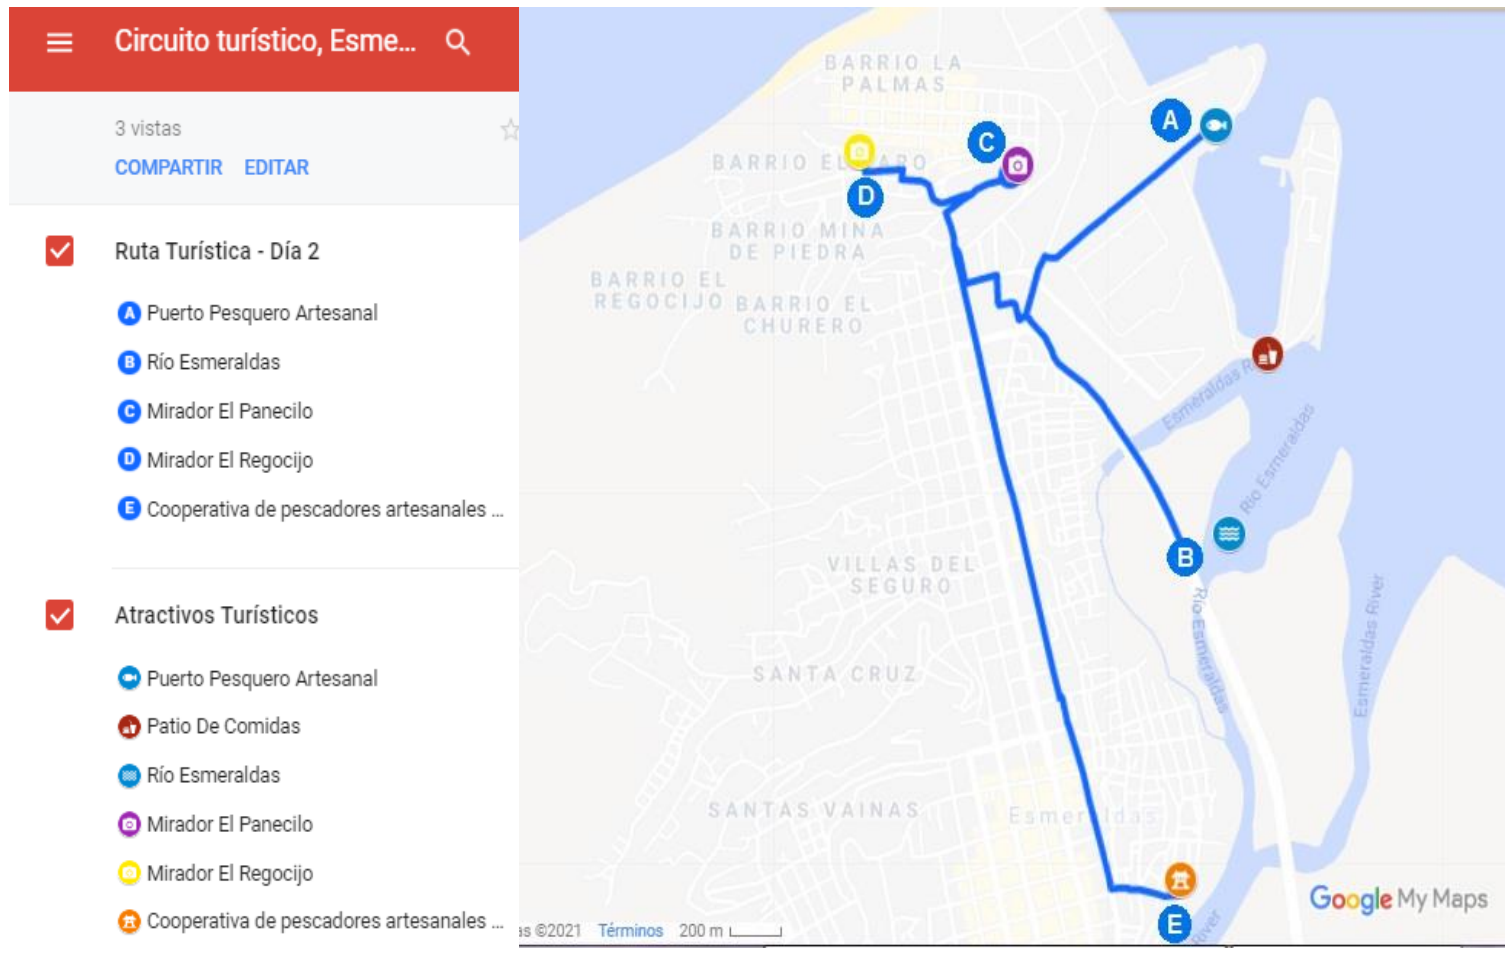 Circuito turístico, Esme...
3 vistas
COMPARTIR EDITAR
Ruta Turística - Día 2
A Puerto Pesquero Artesanal
B Río Esmeraldas
C Mirador El Panecilo
D Mirador El Regocijo
E Cooperativa de pescadores artesanales ...
Atractivos Turísticos
Puerto Pesquero Artesanal
Patio De Comidas
Río Esmeraldas
Mirador El Panecilo
Mirador El Regocijo
Cooperativa de pescadores artesanales ...
BARRIO LA
PALMAS
A
C
BARRIO EL
D
BARRIO MINA
DE PIEDRA
BARRIO EL
REGOCIJO
BARRIO EL
CHURERO
Esmeraldas
Rio Esmeraldas
B
VILLAS DEL
SEGURO
Río Esmeraldas
Esmeraldas River
SANTA CRUZ
SANTAS VAINAS
Esmeraldas
E
River
Google My Maps
©2021 Términos 200 m